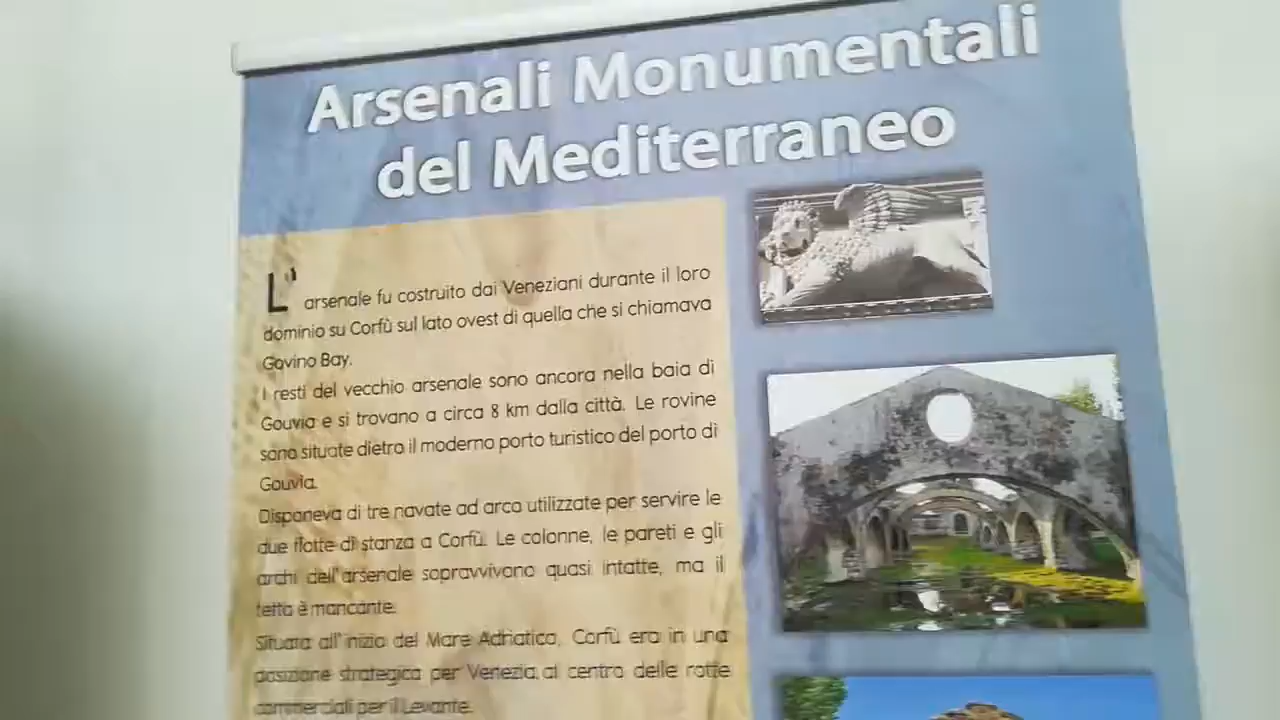 Arsenali Monumentali
del Mediterraneo
L'arsenale fu costruito dai Veneziani durante il loro
dominio su Corfù sul lato ovest di quella che si chiamava
Govino Bay.
I resti del vecchio arsenale sono ancora nella baia di
Gouvia e si trovano a circa 8 km dalla città. Le rovine
sono situate dietro il moderno porto turistico del porto di
Gouvia.
Disponeva di tre navate ad arco utilizzate per servire le
due flotte di stanza a Corfù. Le colonne, le pareti e gli
archi dell'arsenale sopravvivono quasi intatte, ma il
tetto è mancante.
Situata all'inizio del Mare Adriatico, Corfù era in una
posizione strategica per Venezia al centro delle rotte
commerciali per il Levante.